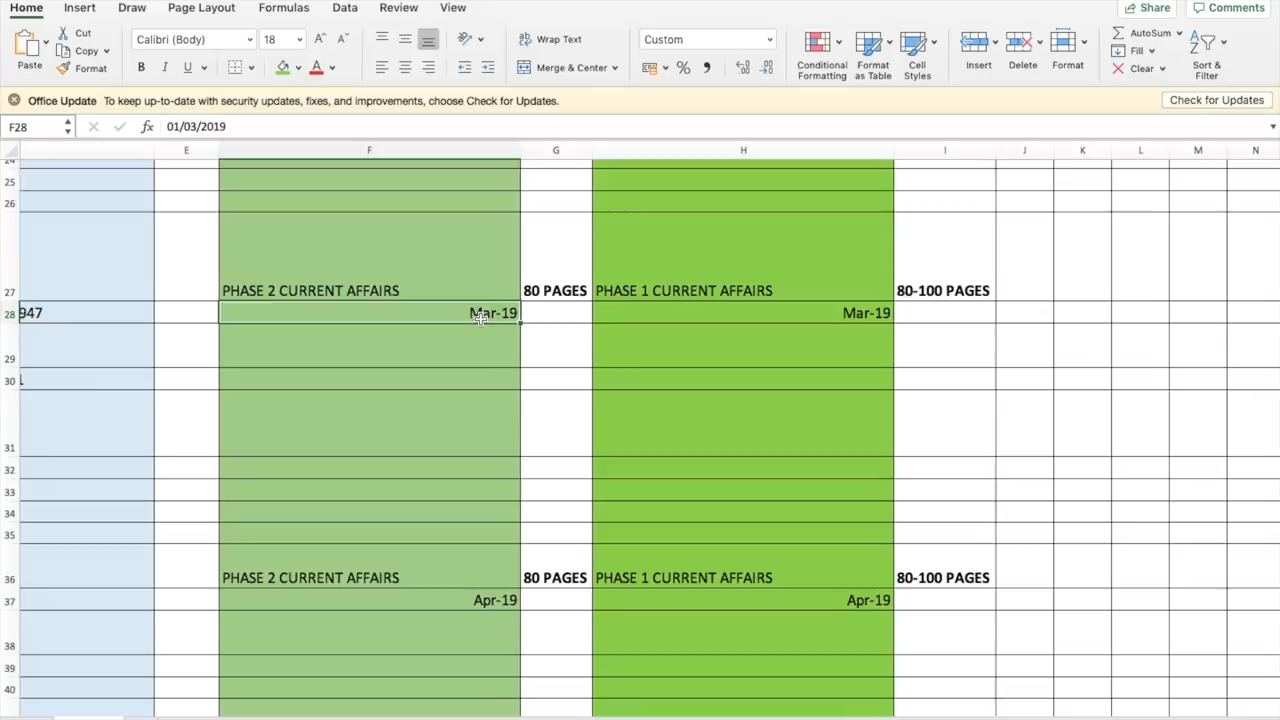 Home Insert Draw Page Layout Formulas Data Review View Share Comments
Paste Cut Copy Format
Calibri (Body) 18 A A
B I U A
Wrap Text
Merge & Center
Custom
%
Conditional Formatting
Format as Table
Cell Styles
Insert Delete Format
AutoSum
Fill
Clear
Sort & Filter
Office Update To keep up-to-date with security updates, fixes, and improvements, choose Check for Updates. Check for Updates
F28 fx 01/03/2019
E F G H I J K L M N
24
25
26
27 PHASE 2 CURRENT AFFAIRS 80 PAGES PHASE 1 CURRENT AFFAIRS 80-100 PAGES
28 947 Mar-19 Mar-19
29
30 1
31
32
33
34
35
36 PHASE 2 CURRENT AFFAIRS 80 PAGES PHASE 1 CURRENT AFFAIRS 80-100 PAGES
37 Apr-19 Apr-19
38
39
40